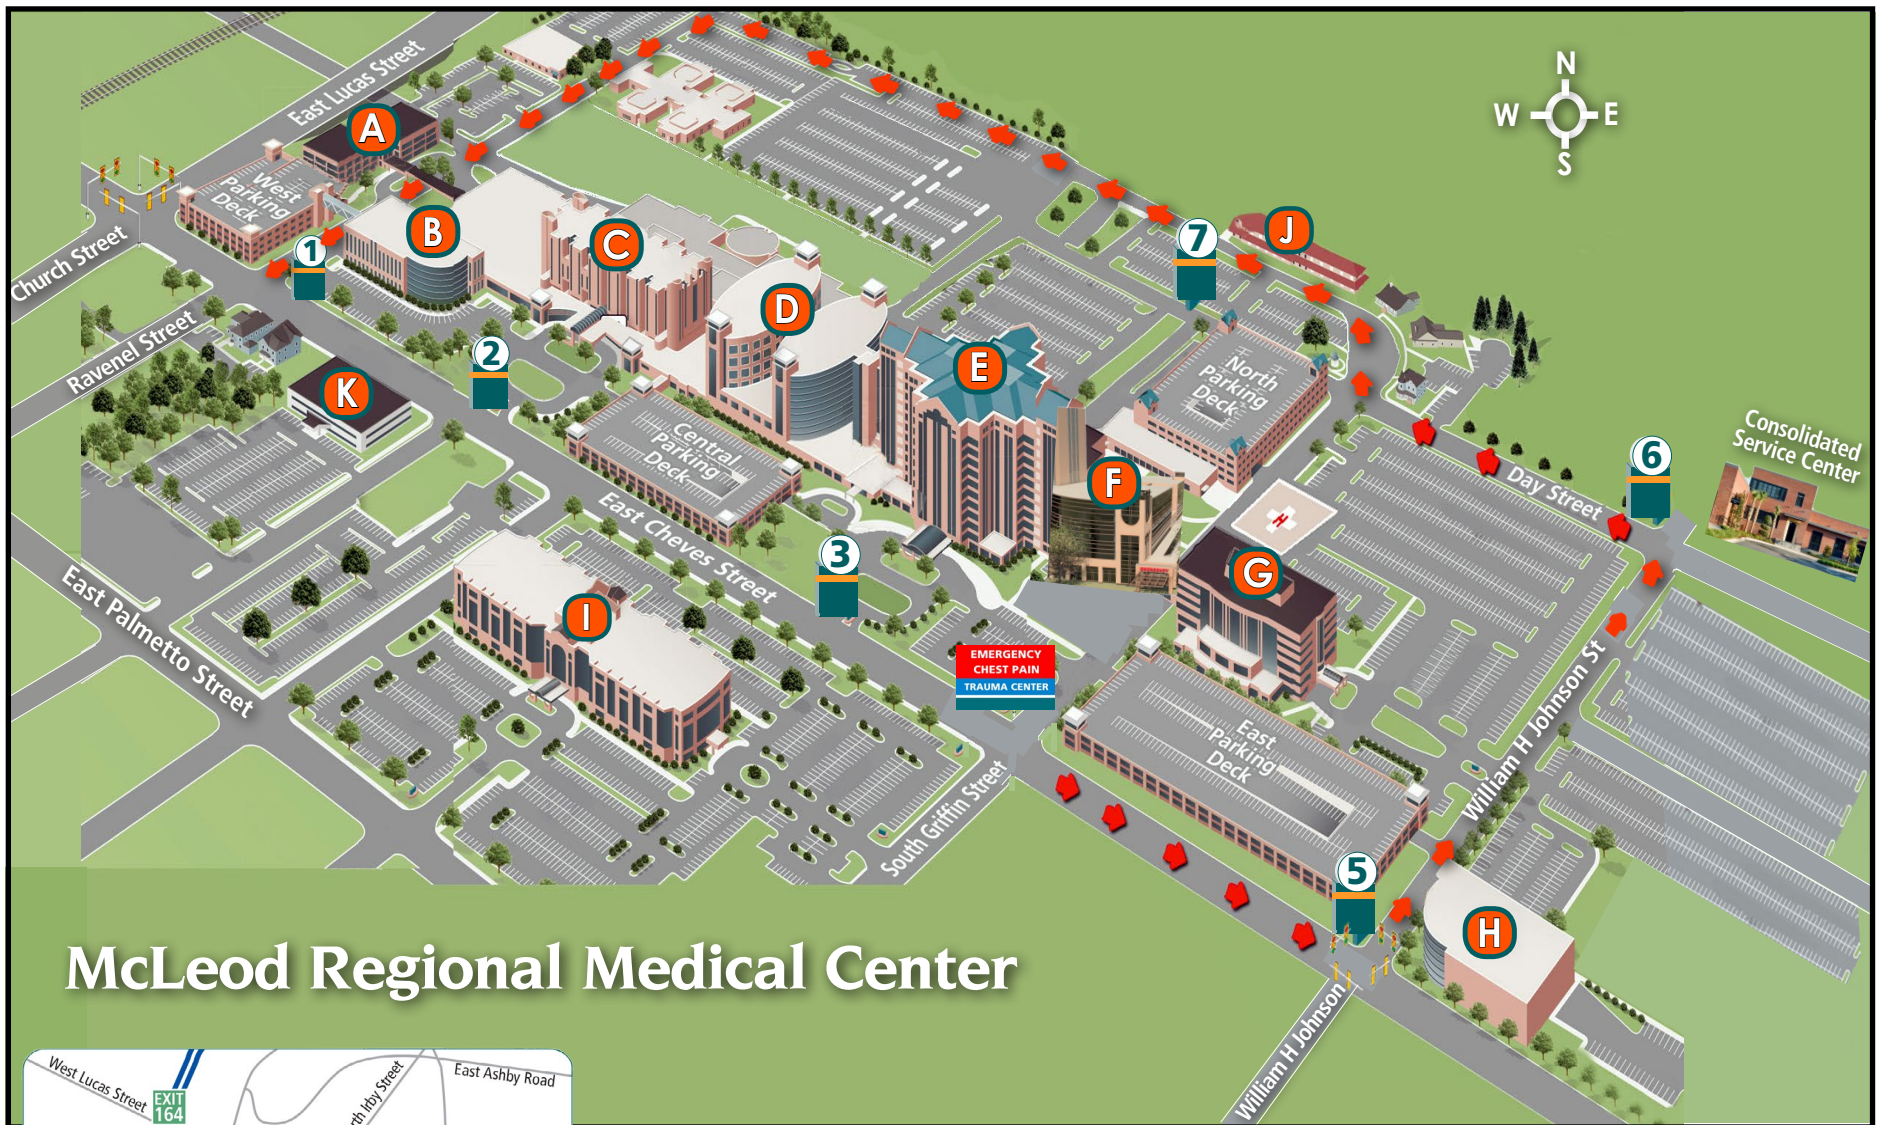 East Lucas Street
N
W E
S
A
West
Parking
Deck
B
C
1
Church Street
7
J
D
2
Ravenel Street
K
E
North
Parking
Deck
Central
Parking
Deck
F
Consolidated
Service Center
6
Day Street
H
East Cheves Street
3
G
I
East Palmetto Street
EMERGENCY
CHEST PAIN
TRAUMA CENTER
East
Parking
Deck
William H Johnson St
South Griffin Street
5
H
McLeod Regional Medical Center
William H Johnson
West Lucas Street
EXIT
164
rth Irby Street
East Ashby Road